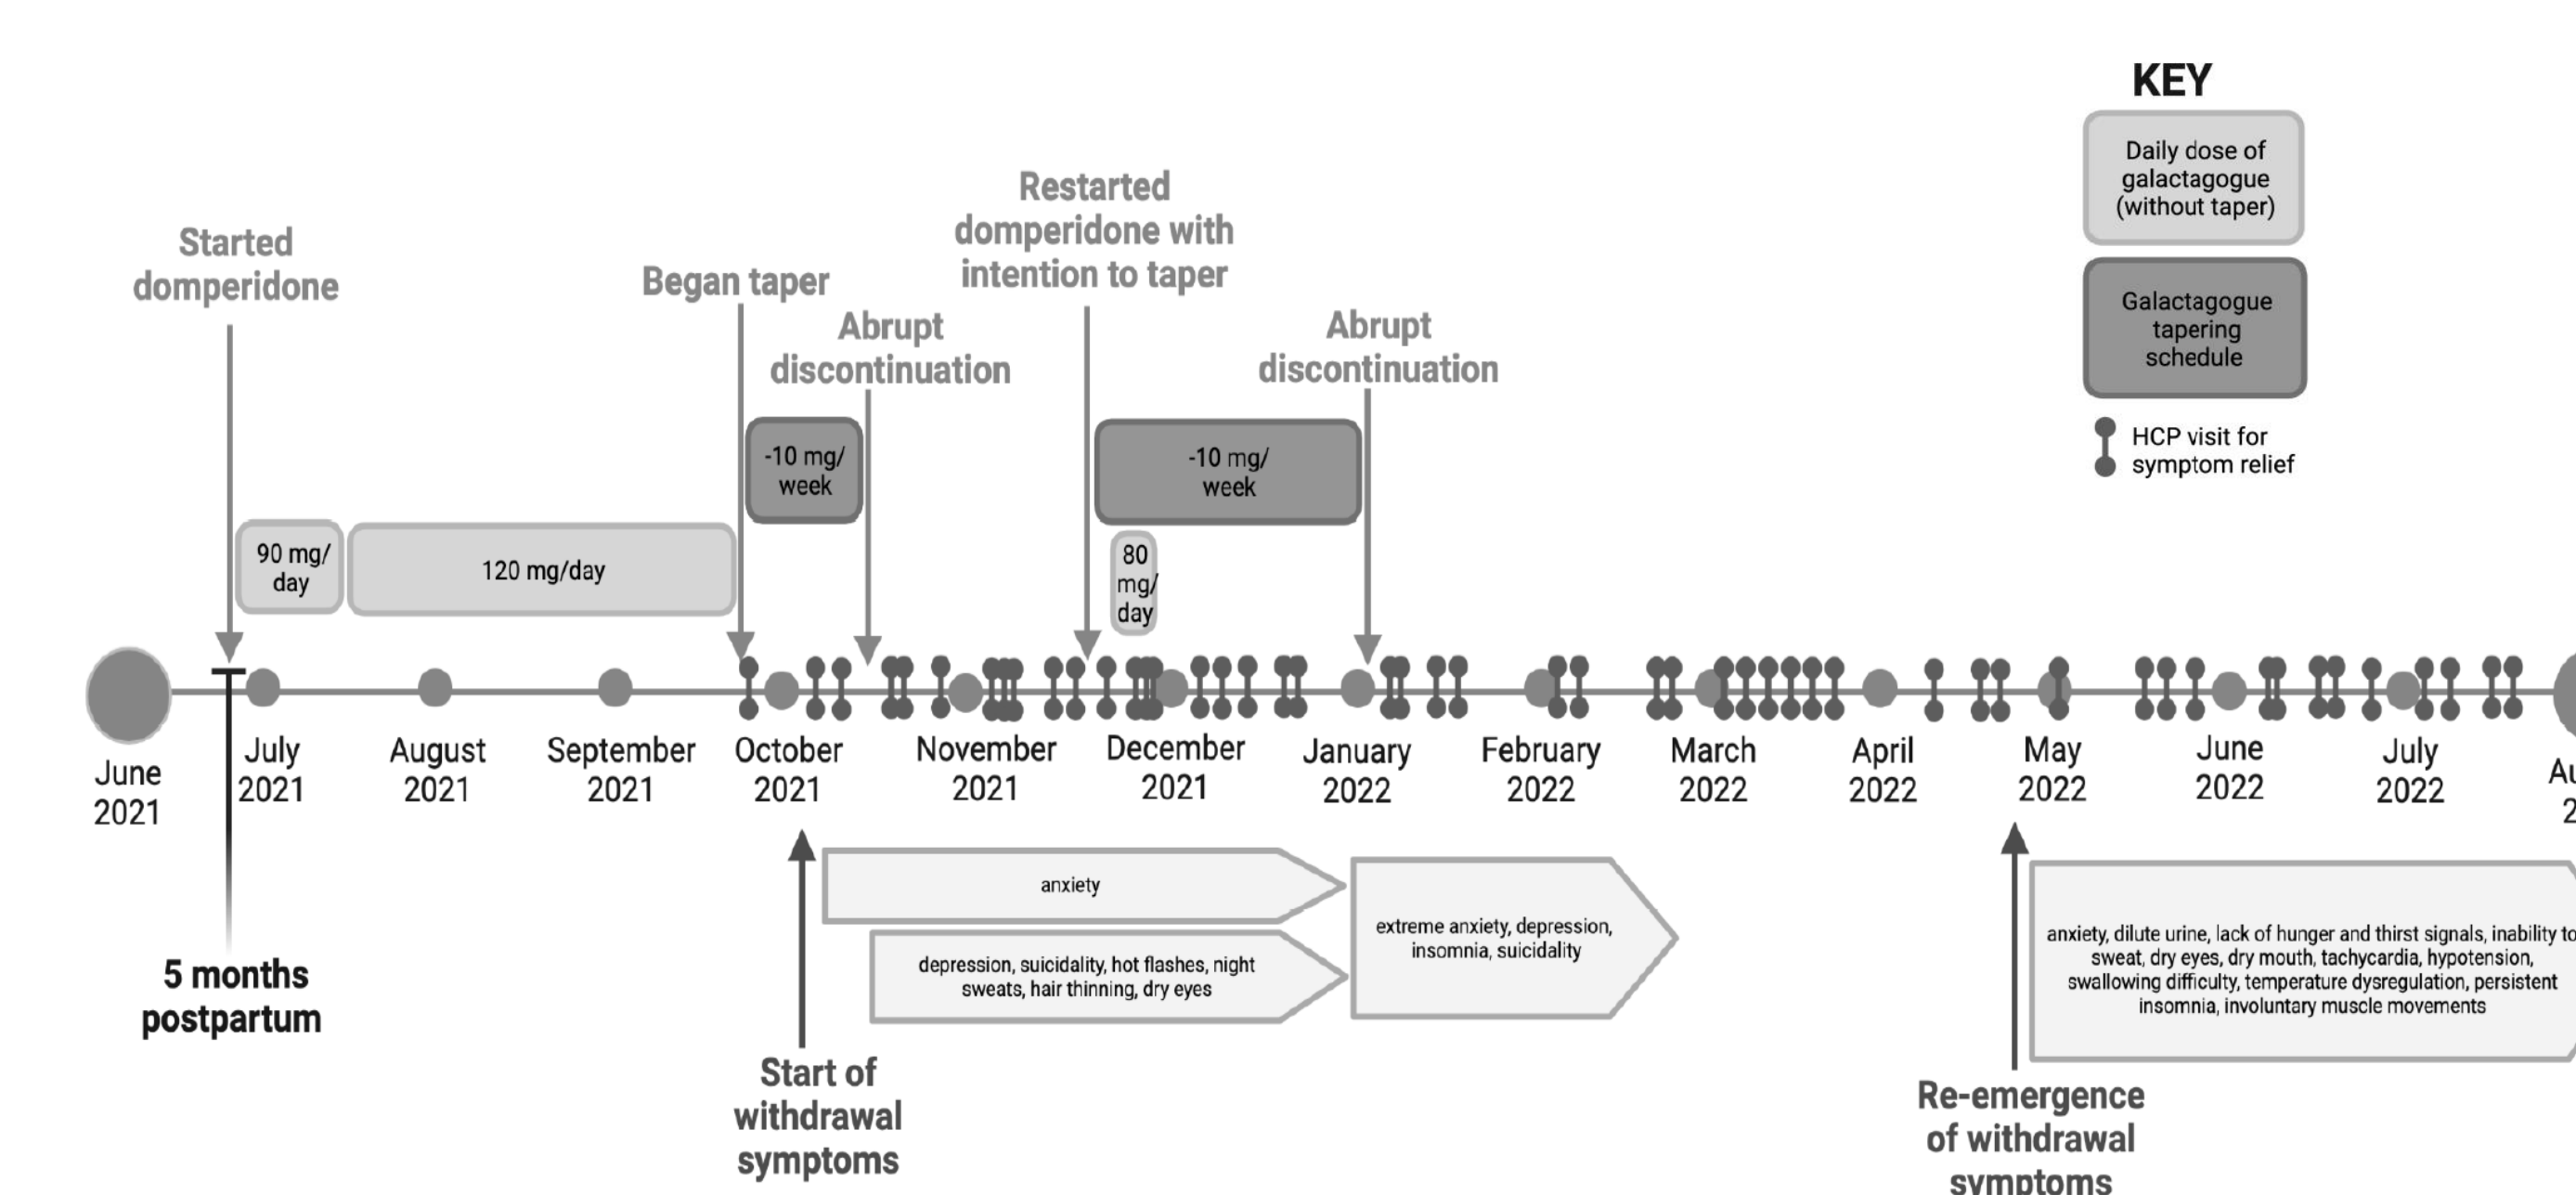 KEY
Daily dose of
galactagogue
(without taper)
Galactagogue
tapering
schedule
HCP visit for
symptom relief
Started
domperidone
Began taper
Abrupt
discontinuation
Restarted
domperidone with
intention to taper
Abrupt
discontinuation
90 mg/
day
120 mg/day
-10 mg/
week
-10 mg/
week
80
mg/
day
June
2021
July
2021
August
2021
September
2021
October
2021
November
2021
December
2021
January
2022
February
2022
March
2022
April
2022
May
2022
June
2022
July
2022
Au
2
5 months
postpartum
Start of
withdrawal
symptoms
anxiety
depression, suicidality, hot flashes, night
sweats, hair thinning, dry eyes
extreme anxiety, depression,
insomnia, suicidality
Re-emergence
of withdrawal
symptoms
anxiety, dilute urine, lack of hunger and thirst signals, inability to
sweat, dry eyes, dry mouth, tachycardia, hypotension,
swallowing difficulty, temperature dysregulation, persistent
insomnia, involuntary muscle movements